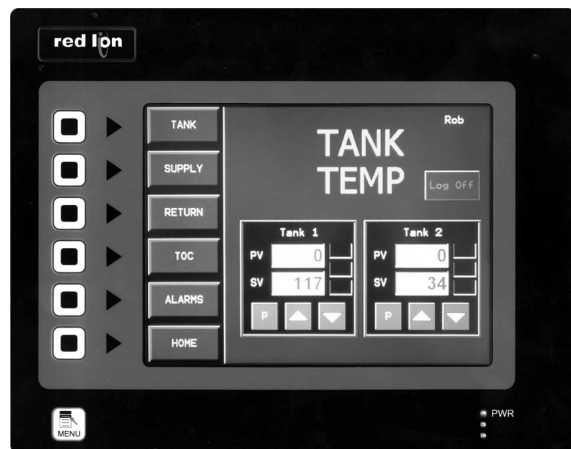 red lion
TANK
SUPPLY
RETURN
TOC
ALARMS
HOME
Rob
TANK
TEMP
Log Off
Tank 1
PV 0
SV 117
P
Tank 2
PV 0
SV 34
P
MENU
PWR